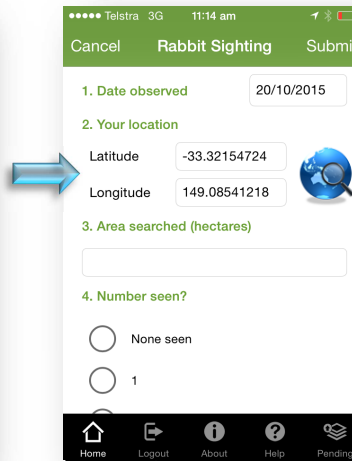 Telstra 3G 11:14 am
Cancel Rabbit Sighting Submi
1. Date observed 20/10/2015
2. Your location
Latitude -33.32154724
Longitude 149.08541218
3. Area searched (hectares)
4. Number seen?
None seen
1
Home Logout About Help Pending